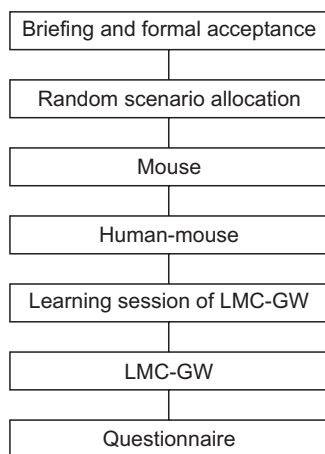 Briefing and formal acceptance
Random scenario allocation
Mouse
Human-mouse
Learning session of LMC-GW
LMC-GW
Questionnaire